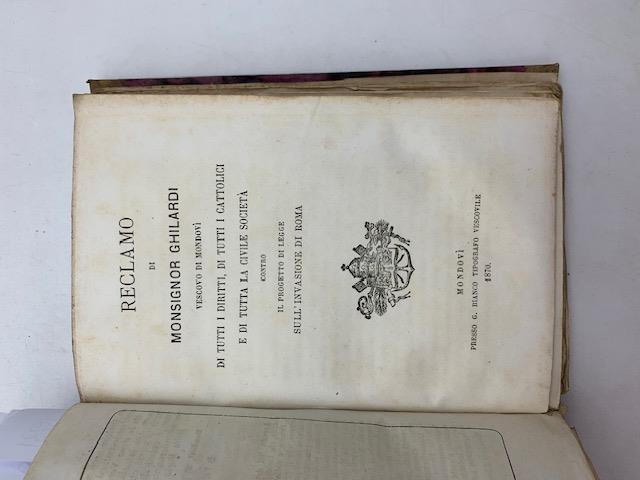 RECLAMO
DI
MONSIGNOR GHILARDI
VESCOVO DI MONDOVÌ
DI TUTTI I DIRITTI, DI TUTTI I CATTOLICI
E DI TUTTA LA CIVILE SOCIETÀ
CONTRO
IL PROGETTO DI LEGGE
SULL'INVASIONE DI ROMA
MONDOVÌ
PRESSO G. BIANCO TIPOGRAFO VESCOVILE
1870.